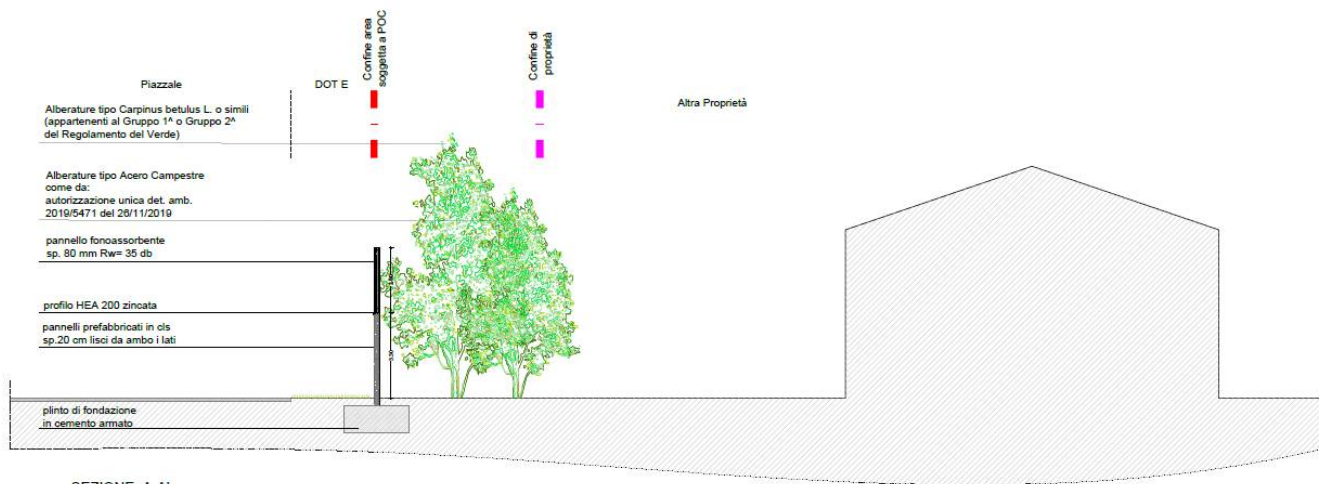 Piazzale
DOT E
Confine area
soggetta a POC
Confine di
proprietà
Altra Proprietà
Alberature tipo Carpinus betulus L. o simili
(appartenenti al Gruppo 1^ o Gruppo 2^
del Regolamento del Verde)
Alberature tipo Acero Campestre
come da:
autorizzazione unica det. amb.
2019/5471 del 26/11/2019
pannello fonoassorbente
sp. 80 mm Rw= 35 db
profilo HEA 200 zincata
pannelli prefabbricati in cls
sp.20 cm lisci da ambo i lati
plinto di fondazione
in cemento armato